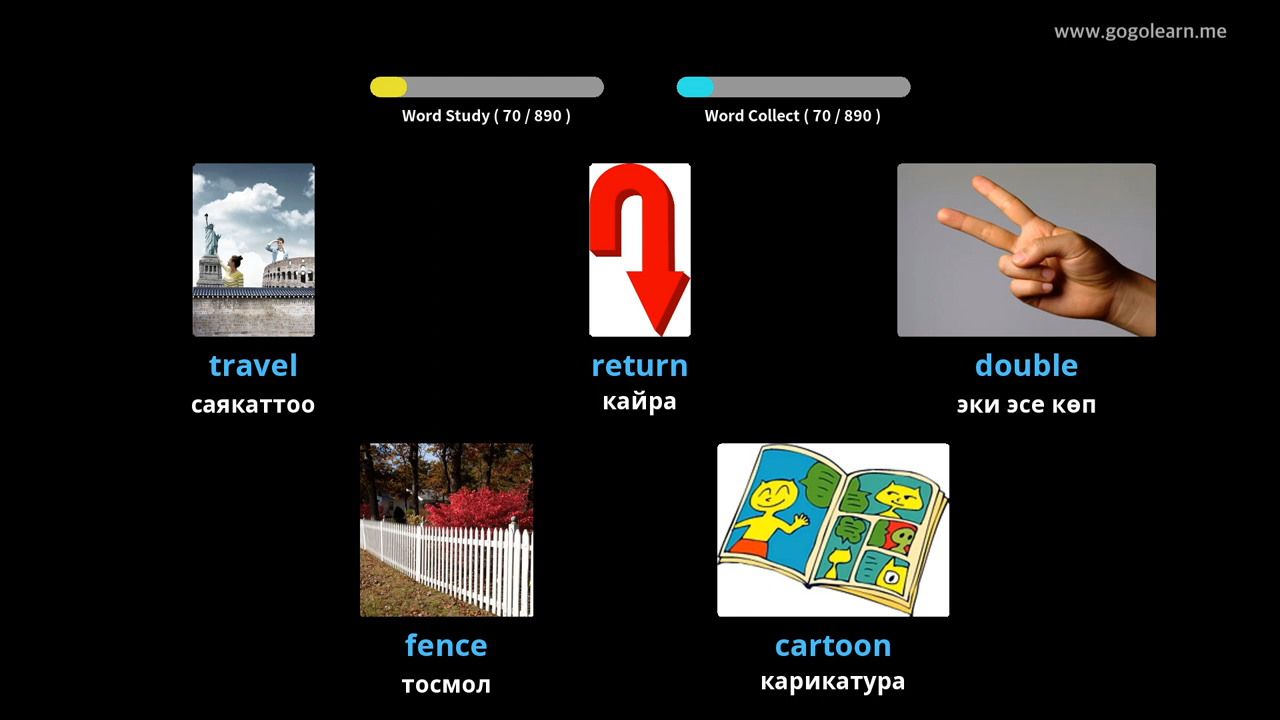 www.gogolearn.me
Word Study ( 70 / 890 )
Word Collect ( 70 / 890 )
travel
саякаттоо
return
кайра
double
эки эсе көп
fence
тосмол
cartoon
карикатура